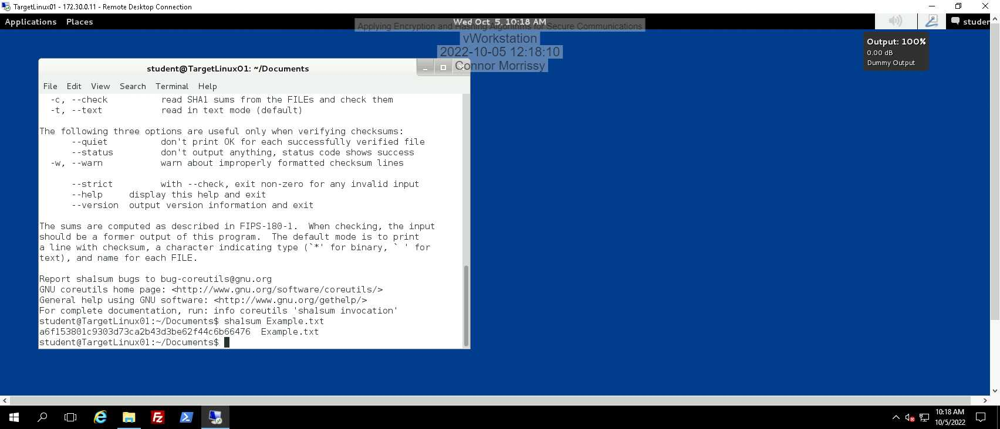 TargetLinux01 - 172.30.0.11 - Remote Desktop Connection
Applications Places Wed Oct 5, 10:18 AM studer
Applying Encryption and Hashing Algorithms for Secure Communications
vWorkstation
2022-10-05 12:18:10
Connor Morrissy
Output: 100%
0.00 dB
Dummy Output
student@TargetLinux01: ~/Documents
File Edit View Search Terminal Help
-c, --check read SHA1 sums from the FILEs and check them
-t, --text read in text mode (default)
The following three options are useful only when verifying checksums:
--quiet don't print OK for each successfully verified file
--status don't output anything, status code shows success
-w, --warn warn about improperly formatted checksum lines
--strict with --check, exit non-zero for any invalid input
--help display this help and exit
--version output version information and exit
The sums are computed as described in FIPS-180-1. When checking, the input
should be a former output of this program. The default mode is to print
a line with checksum, a character indicating type (`*' for binary, ` ' for
text), and name for each FILE.
Report sha1sum bugs to bug-coreutils@gnu.org
GNU coreutils home page: <http://www.gnu.org/software/coreutils/>
General help using GNU software: <http://www.gnu.org/gethelp/>
For complete documentation, run: info coreutils 'sha1sum invocation'
student@TargetLinux01:~/Documents$ sha1sum Example.txt
a6f153801c9303d73ca2b43d3be62f44c6b66476 Example.txt
student@TargetLinux01:~/Documents$
10:18 AM
10/5/2022